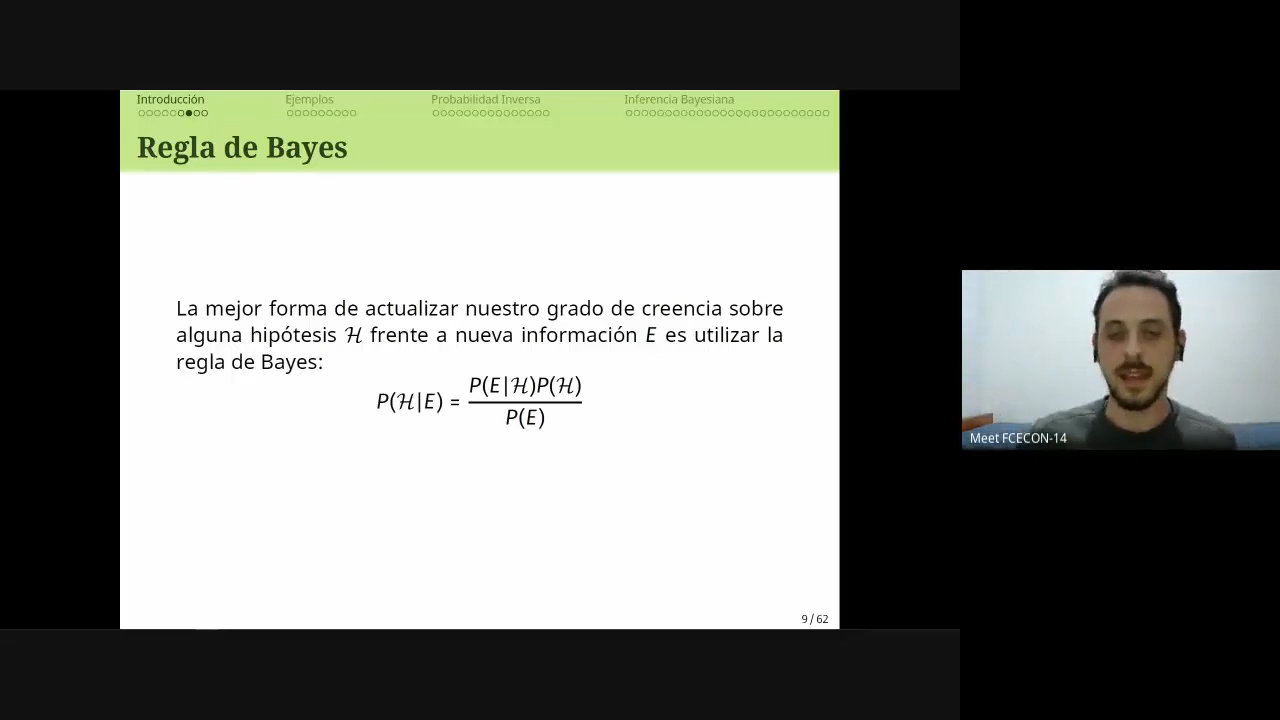 Introducción Ejemplos Probabilidad Inversa Inferencia Bayesiana
Regla de Bayes
La mejor forma de actualizar nuestro grado de creencia sobre
alguna hipótesis ℋ frente a nueva información E es utilizar la
regla de Bayes:
P(ℋ|E) = P(E|ℋ)P(ℋ) / P(E)
9 / 62
Meet FCECON-14